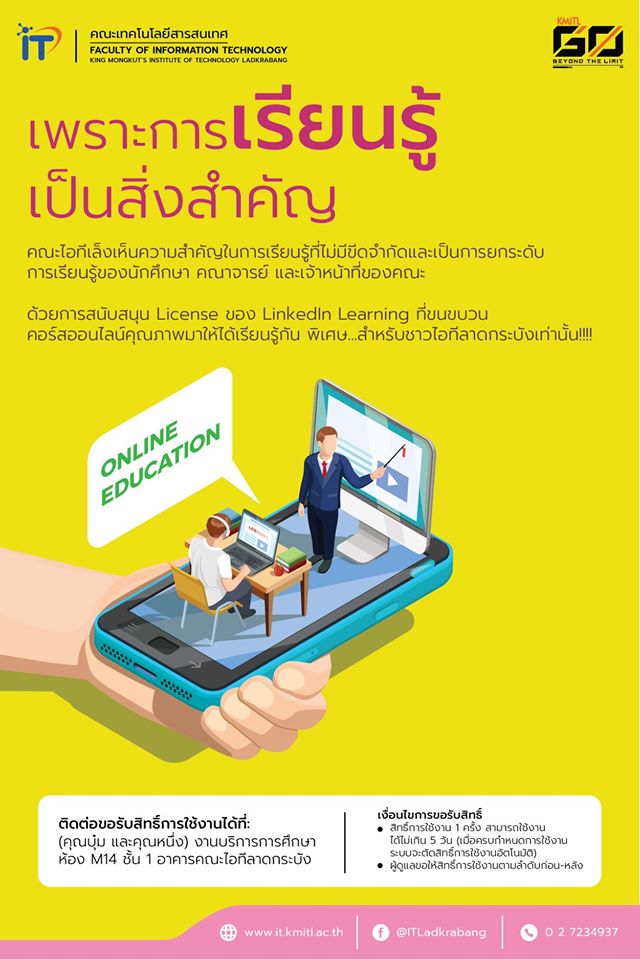 iT
คณะเทคโนโลยีสารสนเทศ
FACULTY OF INFORMATION TECHNOLOGY
KING MONGKUT'S INSTITUTE OF TECHNOLOGY LADKRABANG
KMITL
GO
BEYOND THE LIMIT
เพราะการเรียนรู้
เป็นสิ่งสำคัญ
คณะไอทีเล็งเห็นความสำคัญในการเรียนรู้ที่ไม่มีขีดจำกัดและเป็นการยกระดับ
การเรียนรู้ของนักศึกษา คณาจารย์ และเจ้าหน้าที่ของคณะ
ด้วยการสนับสนุน License ของ LinkedIn Learning ที่ขนขบวน
คอร์สออนไลน์คุณภาพมาให้ได้เรียนรู้กัน พิเศษ...สำหรับชาวไอทีลาดกระบังเท่านั้น!!!!
ONLINE
EDUCATION
ติดต่อขอรับสิทธิ์การใช้งานได้ที่:
(คุณบุ๋ม และคุณหนึ่ง) งานบริการการศึกษา
ห้อง M14 ชั้น 1 อาคารคณะไอทีลาดกระบัง
เงื่อนไขการขอรับสิทธิ์
• สิทธิ์การใช้งาน 1 ครั้ง สามารถใช้งาน
ได้ไม่เกิน 5 วัน (เมื่อครบกำหนดการใช้งาน
ระบบจะตัดสิทธิ์การใช้งานอัตโนมัติ)
• ผู้ดูแลขอให้สิทธิ์การใช้งานตามลำดับก่อน-หลัง
www.it.kmitl.ac.th
@ITLadkrabang
0 2 7234937